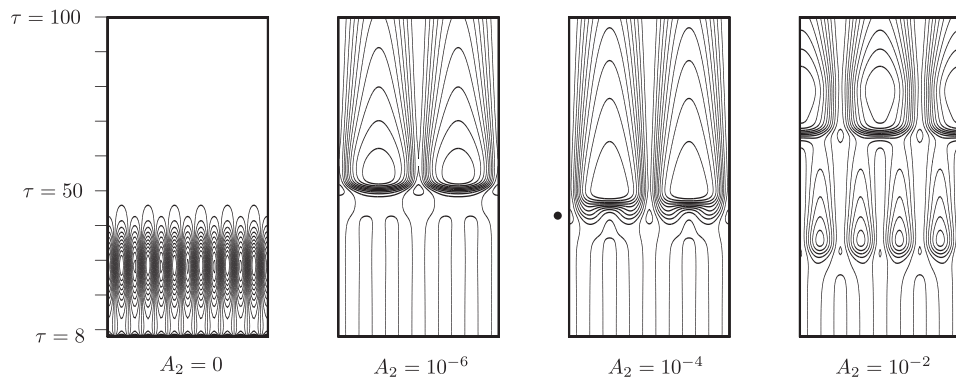 τ = 100
τ = 50
τ = 8
A₂ = 0
A₂ = 10⁻⁶
A₂ = 10⁻⁴
A₂ = 10⁻²